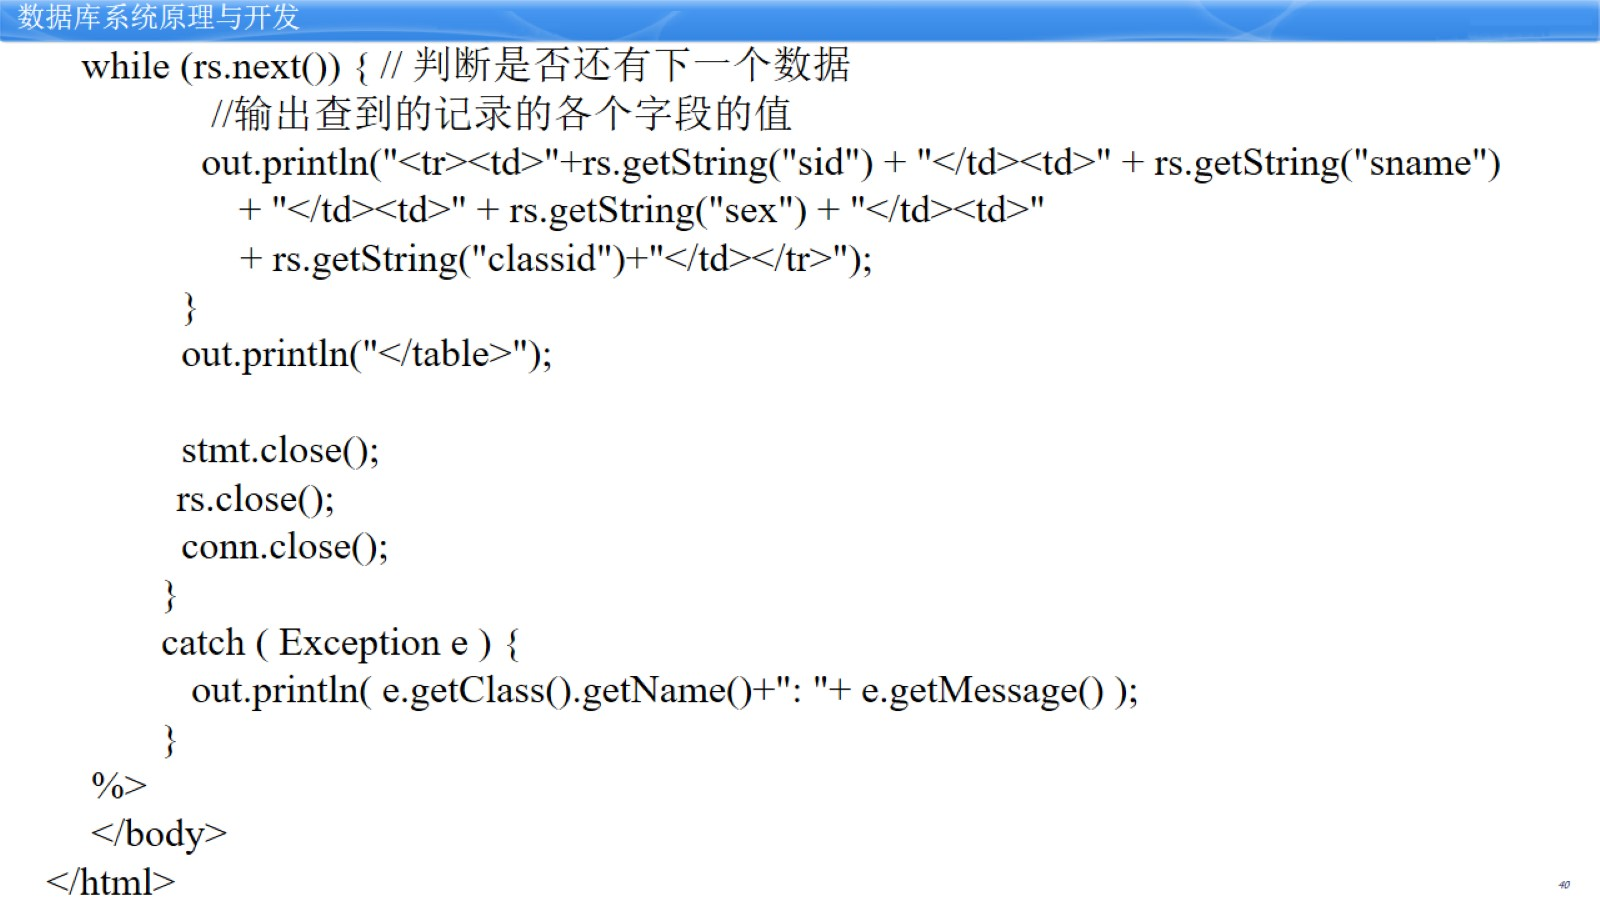 数据库系统原理与开发
while (rs.next()) { // 判断是否还有下一个数据
//输出查到的记录的各个字段的值
out.println("<tr><td>"+rs.getString("sid") + "</td><td>" + rs.getString("sname")
+ "</td><td>" + rs.getString("sex") + "</td><td>"
+ rs.getString("classid")+"</td></tr>");
}
out.println("</table>");
stmt.close();
rs.close();
conn.close();
}
catch ( Exception e ) {
out.println( e.getClass().getName()+": "+ e.getMessage() );
}
%>
</body>
</html>
40